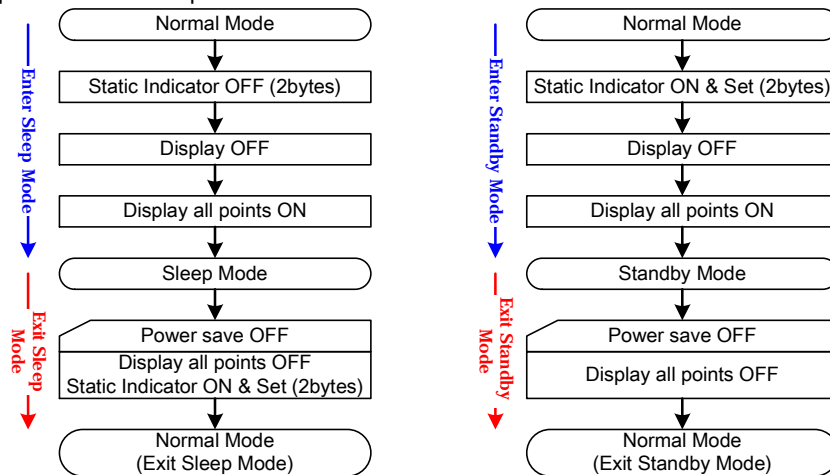 Normal Mode
Static Indicator OFF (2bytes)
Display OFF
Display all points ON
Sleep Mode
Power save OFF
Display all points OFF
Static Indicator ON & Set (2bytes)
Normal Mode
(Exit Sleep Mode)
Enter Sleep Mode
Exit Sleep
Mode
Normal Mode
Static Indicator ON & Set (2bytes)
Display OFF
Display all points ON
Standby Mode
Power save OFF
Display all points OFF
Normal Mode
(Exit Standby Mode)
Enter Standby Mode
Exit Standby
Mode